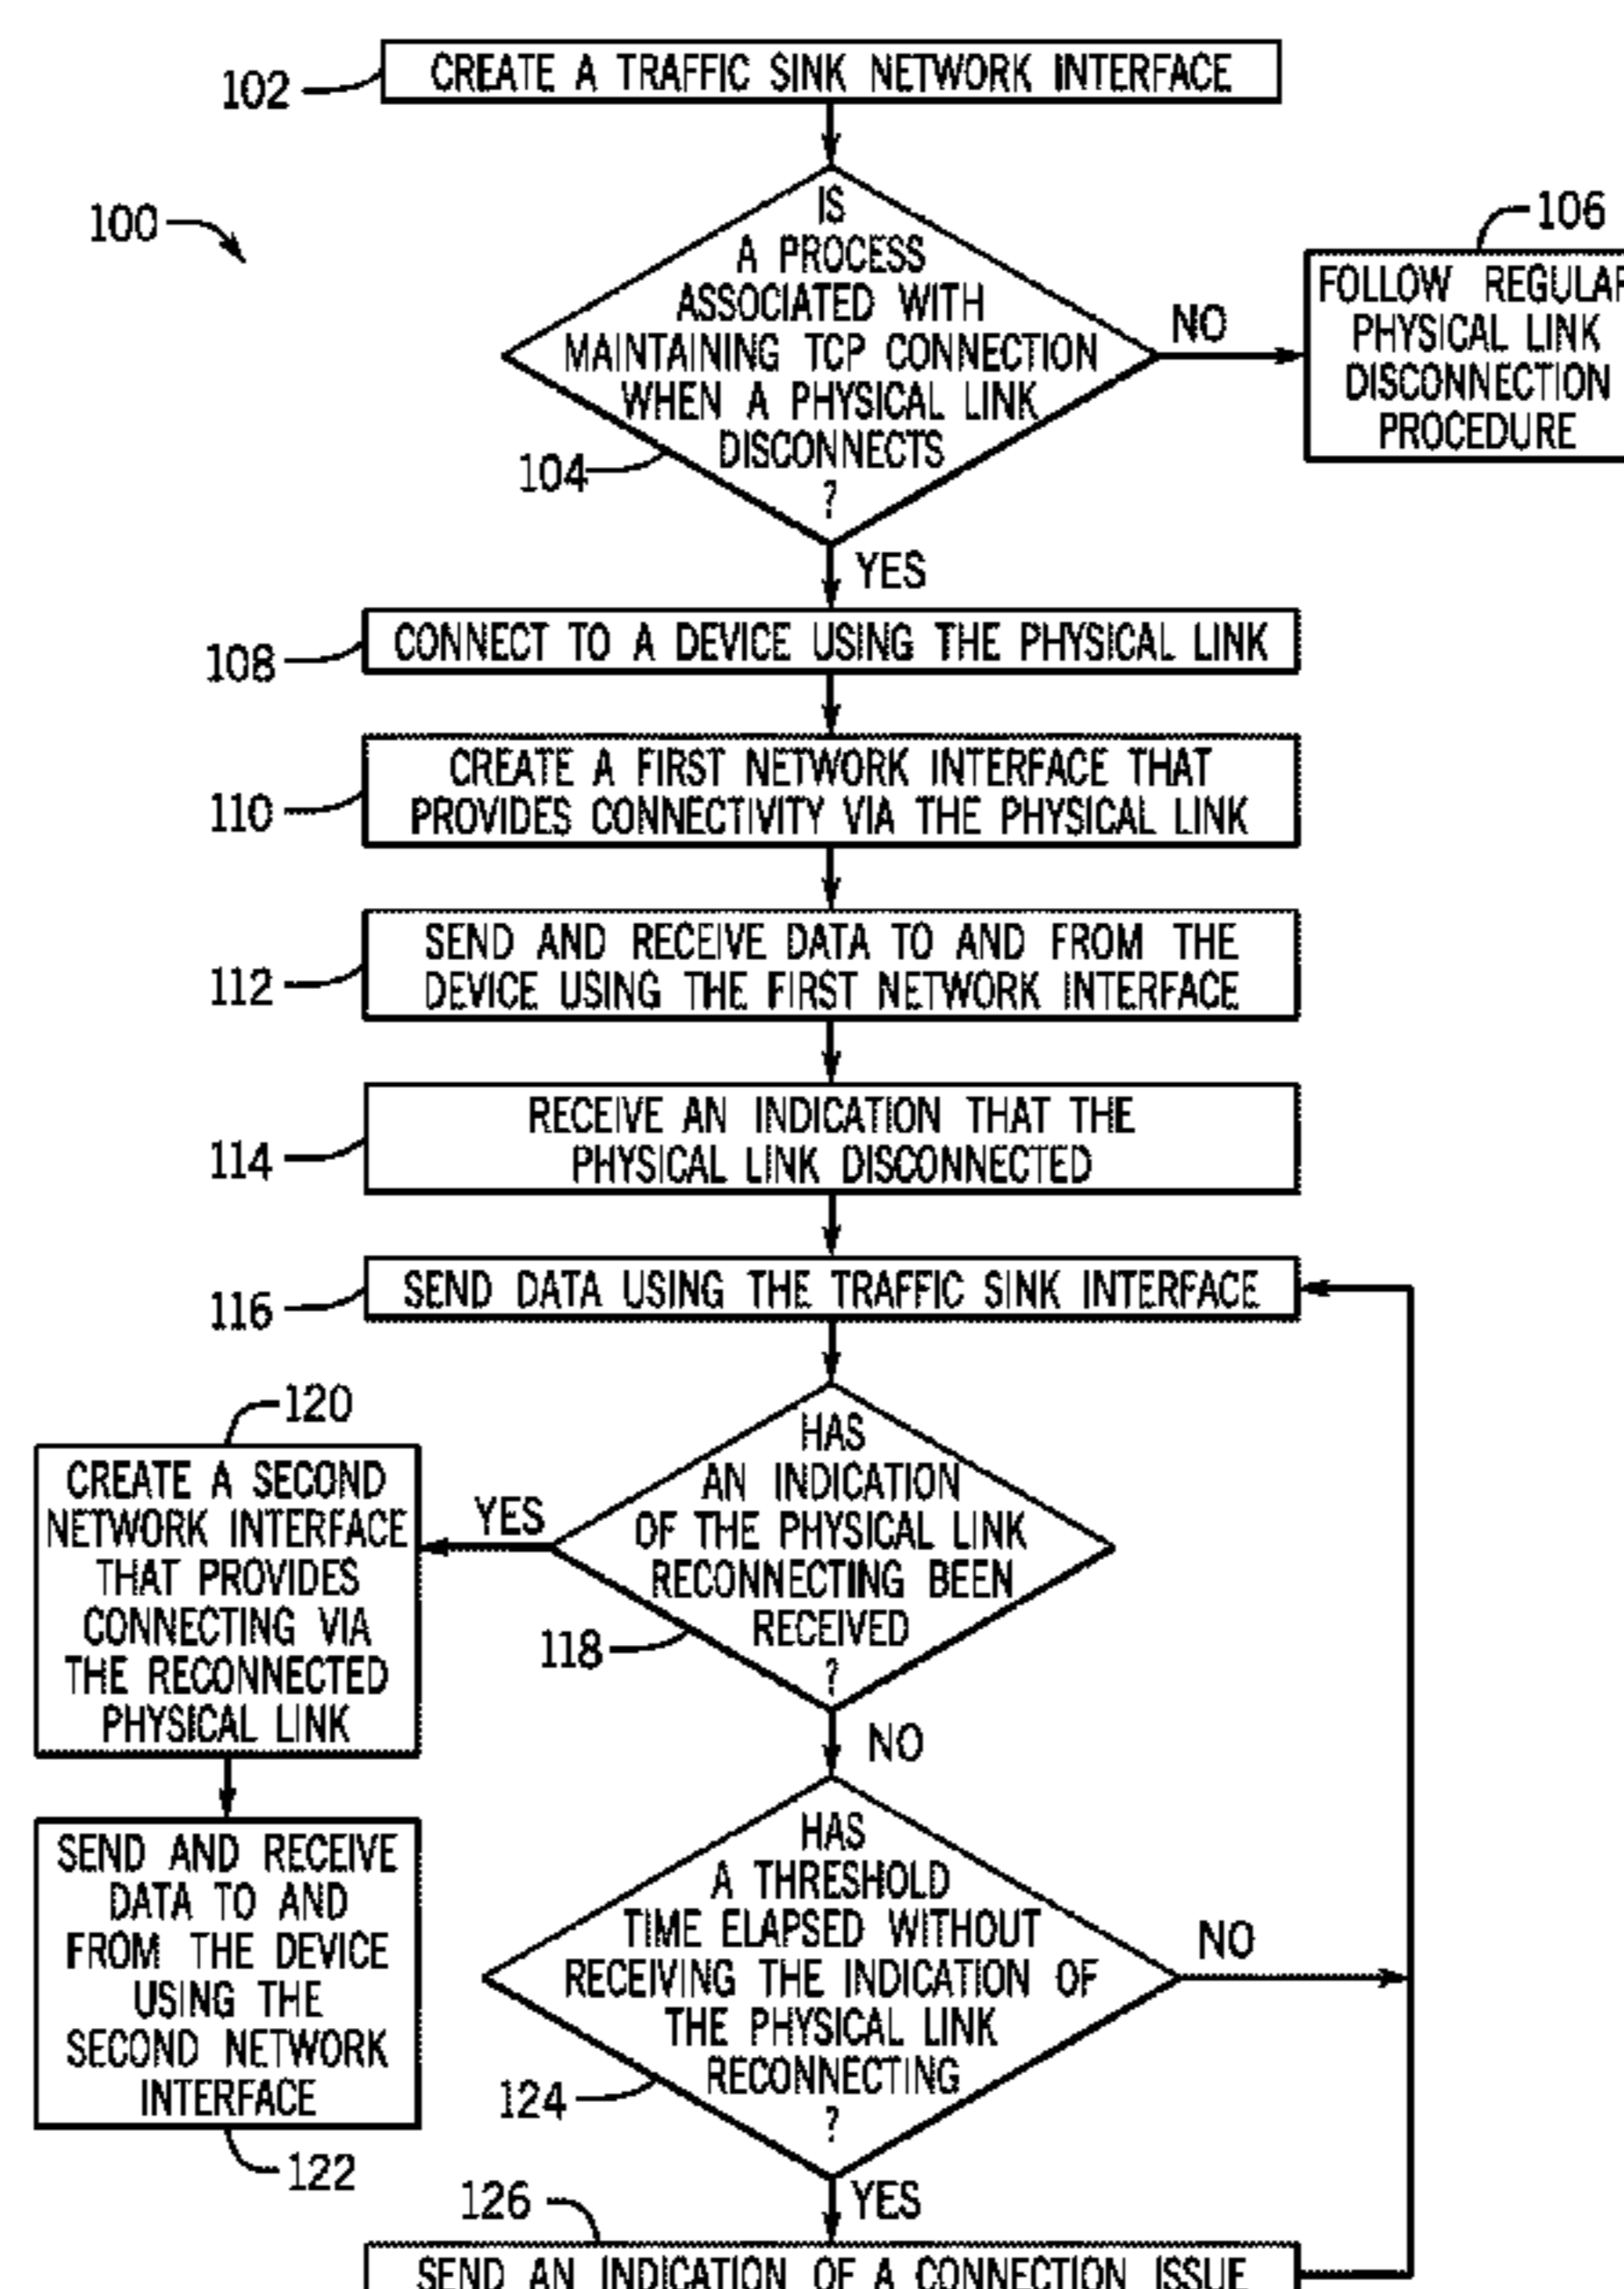 102
CREATE A TRAFFIC SINK NETWORK INTERFACE
100
IS
A PROCESS
ASSOCIATED WITH
MAINTAINING TCP CONNECTION
WHEN A PHYSICAL LINK
DISCONNECTS
?
104
NO
106
FOLLOW REGULAR
PHYSICAL LINK
DISCONNECTION
PROCEDURE
YES
108
CONNECT TO A DEVICE USING THE PHYSICAL LINK
110
CREATE A FIRST NETWORK INTERFACE THAT
PROVIDES CONNECTIVITY VIA THE PHYSICAL LINK
112
SEND AND RECEIVE DATA TO AND FROM THE
DEVICE USING THE FIRST NETWORK INTERFACE
114
RECEIVE AN INDICATION THAT THE
PHYSICAL LINK DISCONNECTED
116
SEND DATA USING THE TRAFFIC SINK INTERFACE
HAS
AN INDICATION
OF THE PHYSICAL LINK
RECONNECTING BEEN
RECEIVED
?
118
YES
120
CREATE A SECOND
NETWORK INTERFACE
THAT PROVIDES
CONNECTING VIA
THE RECONNECTED
PHYSICAL LINK
SEND AND RECEIVE
DATA TO AND
FROM THE DEVICE
USING THE
SECOND NETWORK
INTERFACE
122
NO
HAS
A THRESHOLD
TIME ELAPSED WITHOUT
RECEIVING THE INDICATION OF
THE PHYSICAL LINK
RECONNECTING
?
124
NO
YES
126
SEND AN INDICATION OF A CONNECTION ISSUE